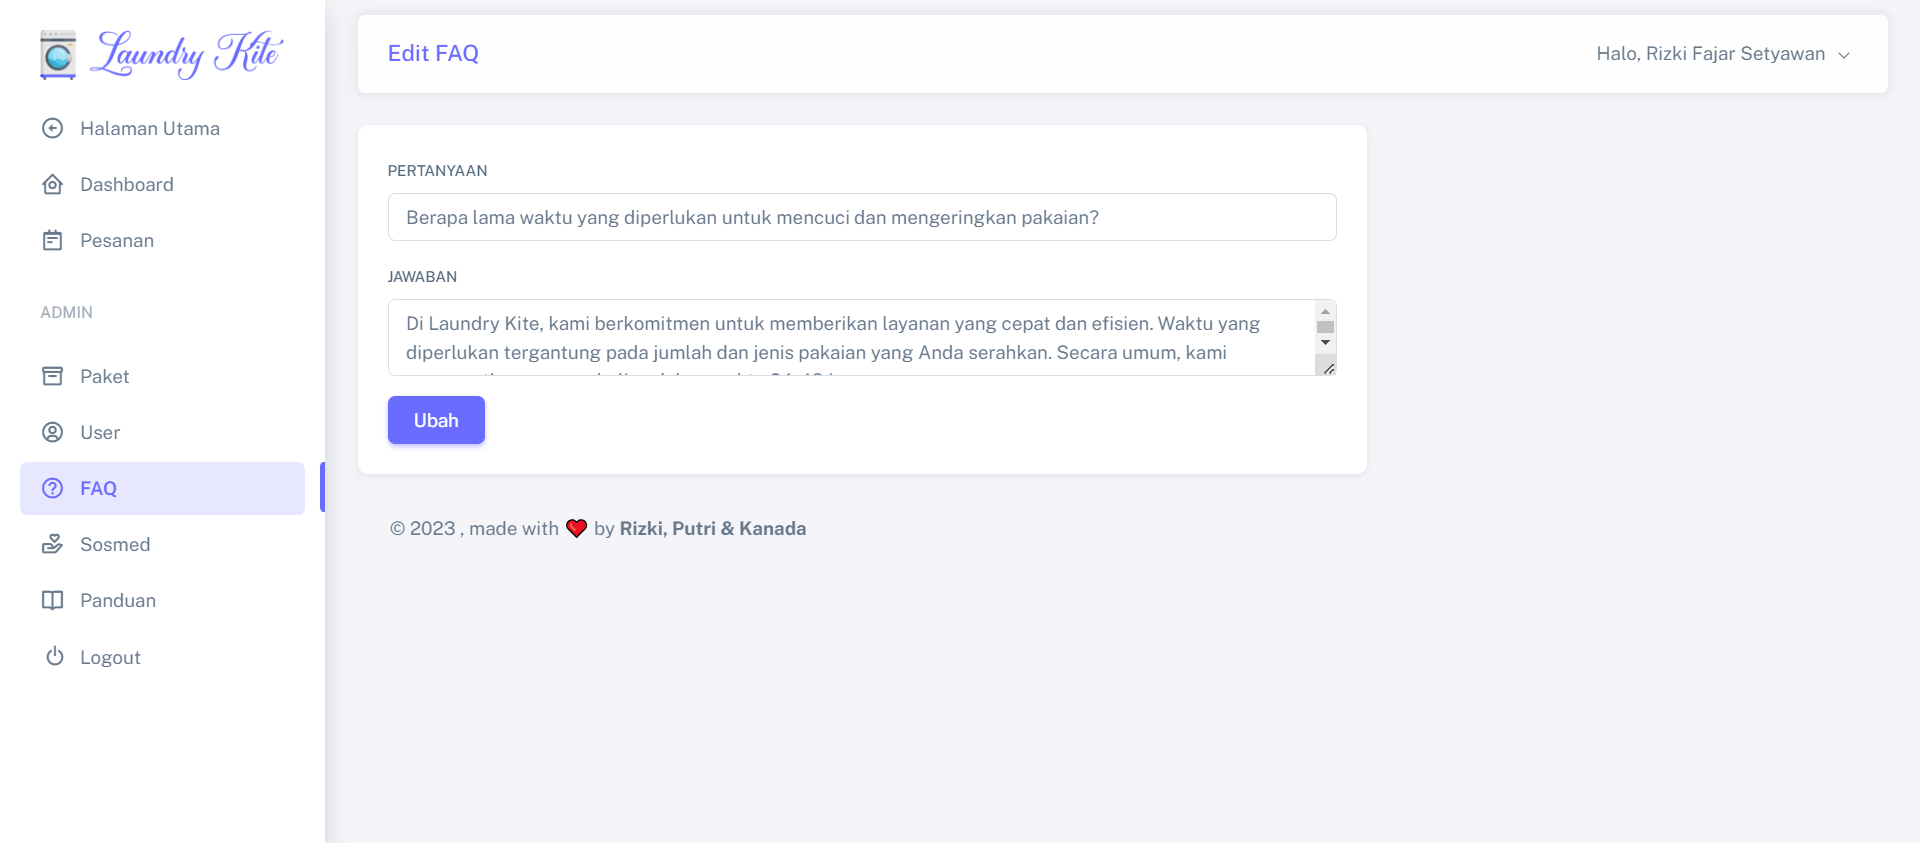 Laundry Kite
Halaman Utama
Dashboard
Pesanan
ADMIN
Paket
User
FAQ
Sosmed
Panduan
Logout
Edit FAQ
Halo, Rizki Fajar Setyawan
PERTANYAAN
Berapa lama waktu yang diperlukan untuk mencuci dan mengeringkan pakaian?
JAWABAN
Di Laundry Kite, kami berkomitmen untuk memberikan layanan yang cepat dan efisien. Waktu yang
diperlukan tergantung pada jumlah dan jenis pakaian yang Anda serahkan. Secara umum, kami
Ubah
© 2023 , made with ❤️ by Rizki, Putri & Kanada